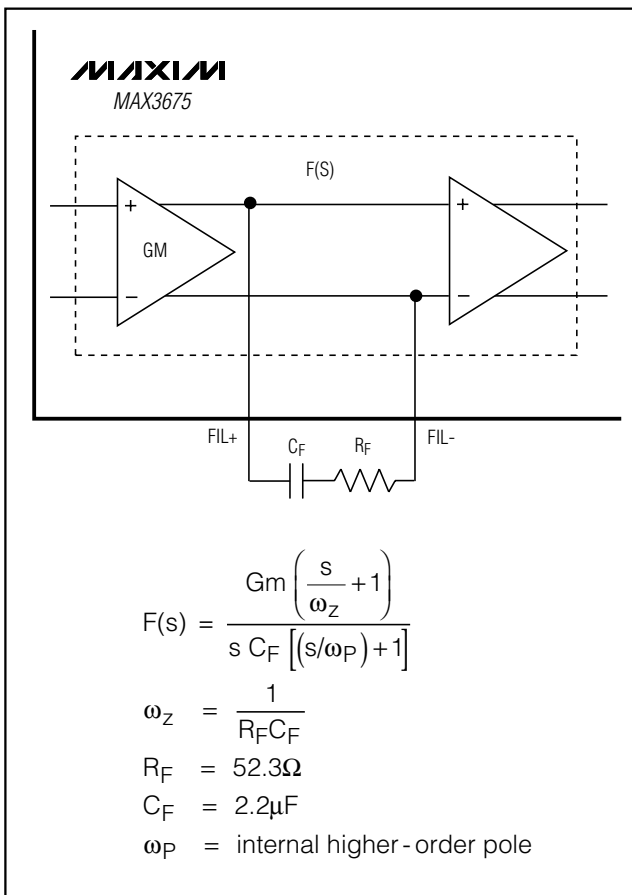 MAXIM
MAX3675
F(S)
+ +
GM
− −
FIL+ CF RF FIL-
F(s) = Gm (s/ωz + 1) / s CF [(s/ωP) + 1]
ωz = 1 / RFCF
RF = 52.3Ω
CF = 2.2µF
ωP = internal higher-order pole